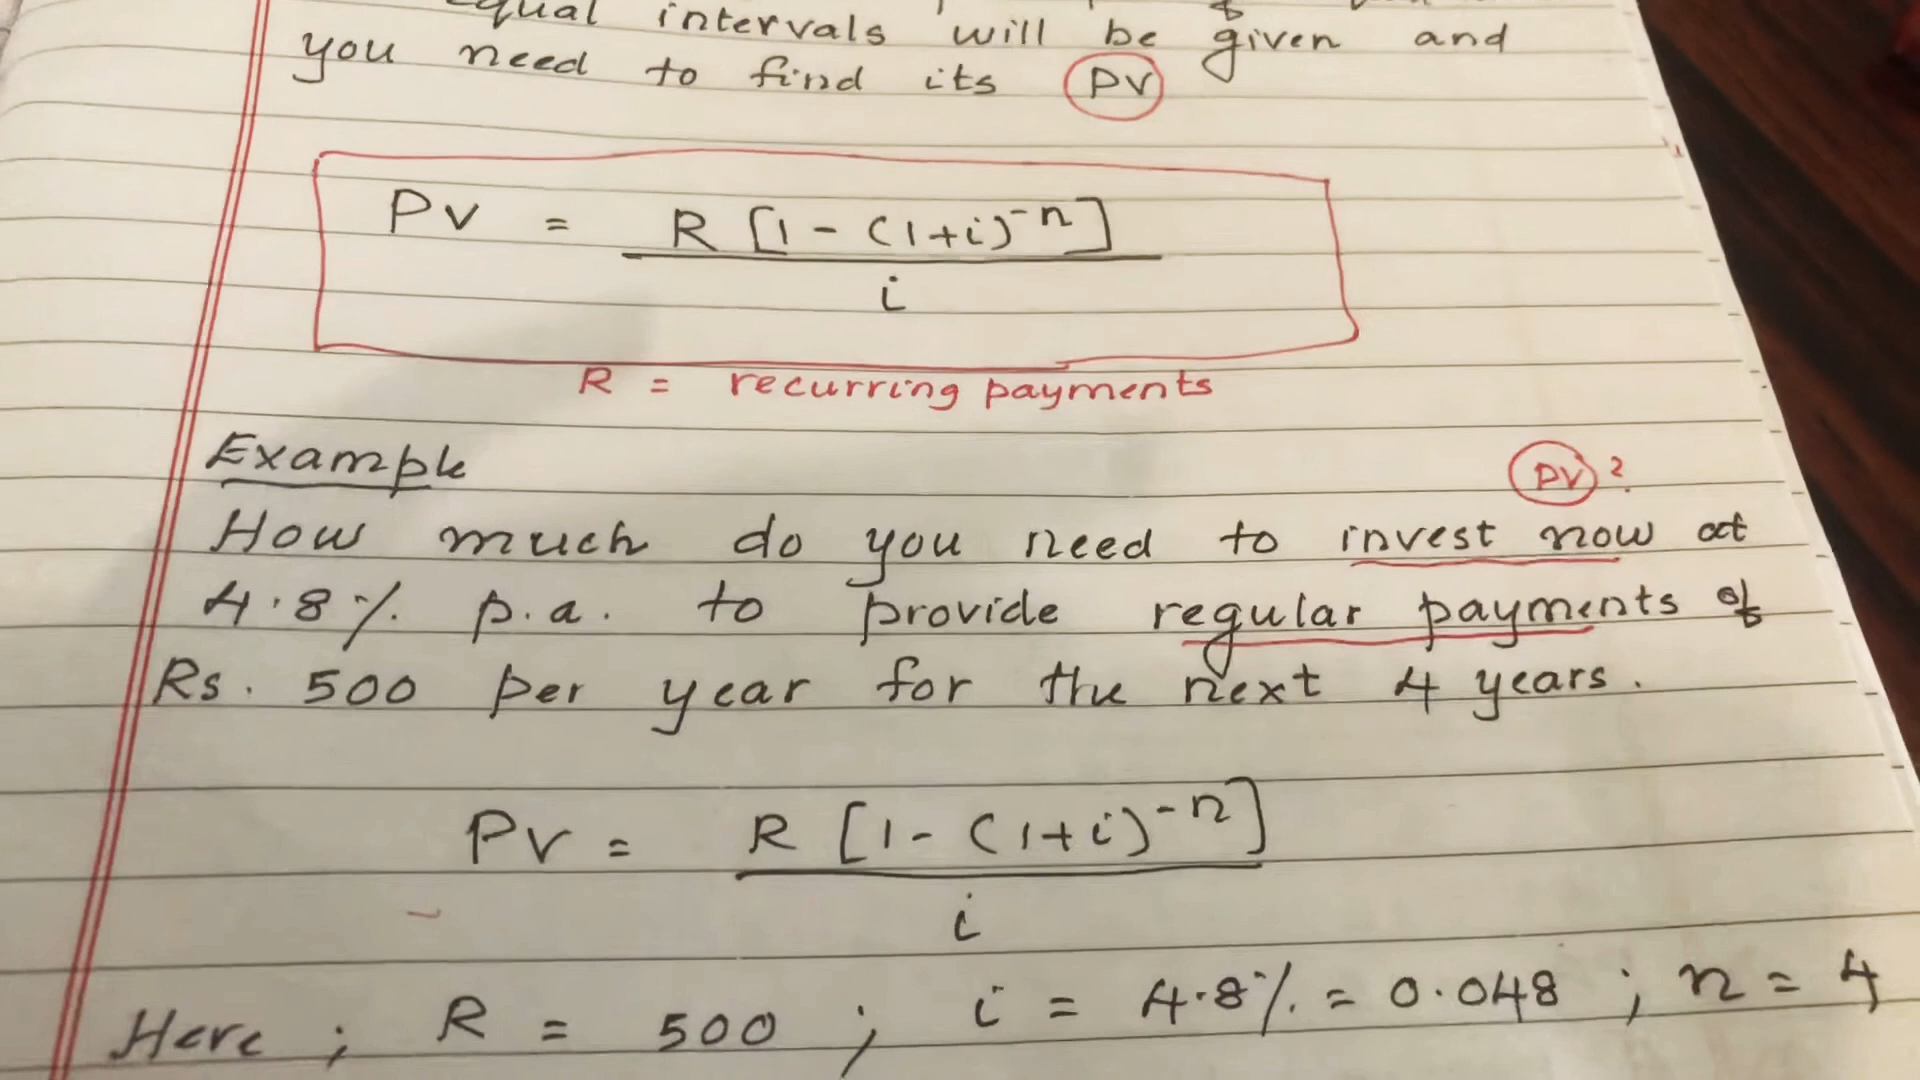 equal intervals will be given and
you need to find its PV
PV = R [1 - (1+i)⁻ⁿ]
i
R = recurring payments
Example
PV ?
How much do you need to invest now at
4.8% p.a. to provide regular payments of
Rs. 500 per year for the next 4 years.
PV = R [1 - (1+i)⁻ⁿ]
i
Here ; R = 500 ; i = 4.8% = 0.048 ; n = 4